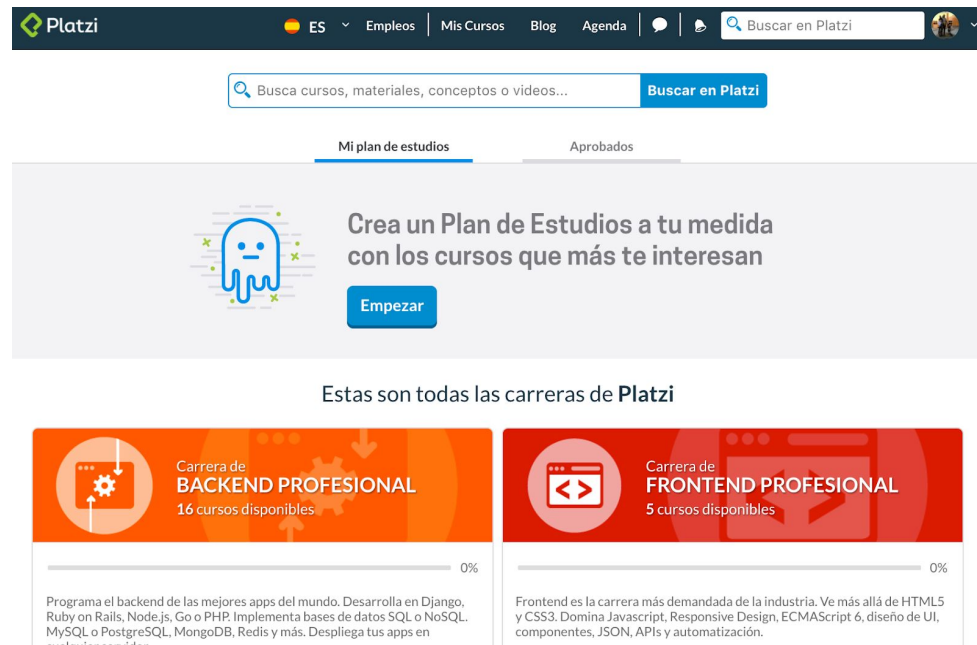 Platzi
ES Empleos Mis Cursos Blog Agenda Buscar en Platzi
Busca cursos, materiales, conceptos o videos... Buscar en Platzi
Mi plan de estudios Aprobados
Crea un Plan de Estudios a tu medida
con los cursos que más te interesan
Empezar
Estas son todas las carreras de Platzi
Carrera de
BACKEND PROFESIONAL
16 cursos disponibles
0%
Programa el backend de las mejores apps del mundo. Desarrolla en Django,
Ruby on Rails, Node.js, Go o PHP. Implementa bases de datos SQL o NoSQL.
MySQL o PostgreSQL, MongoDB, Redis y más. Despliega tus apps en
Carrera de
FRONTEND PROFESIONAL
5 cursos disponibles
0%
Frontend es la carrera más demandada de la industria. Ve más allá de HTML5
y CSS3. Domina Javascript, Responsive Design, ECMAScript 6, diseño de UI,
componentes, JSON, APIs y automatización.